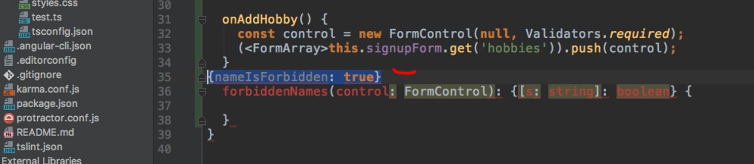 styles.css
test.ts
tsconfig.json
.angular-cli.json
.editorconfig
.gitignore
karma.conf.js
package.json
protractor.conf.js
README.md
tslint.json
External Libraries
30
31 onAddHobby() {
32 const control = new FormControl(null, Validators.required);
33 (<FormArray>this.signupForm.get('hobbies')).push(control);
34 }
35 {nameIsForbidden: true}
36 forbiddenNames(control: FormControl): {[s: string]: boolean} {
37
38 }
39 }
40